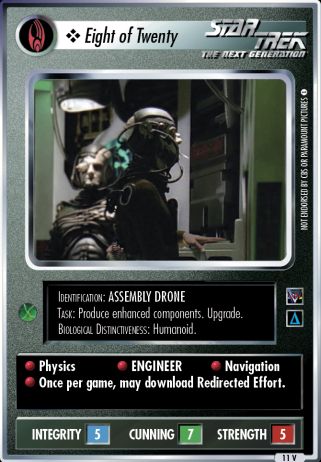 ❖ Eight of Twenty
STAR TREK
THE NEXT GENERATION
NOT ENDORSED BY CBS OR PARAMOUNT PICTURES
IDENTIFICATION: ASSEMBLY DRONE
TASK: Produce enhanced components. Upgrade.
BIOLOGICAL DISTINCTIVENESS: Humanoid.
• Physics • ENGINEER • Navigation
• Once per game, may download Redirected Effort.
INTEGRITY 5 CUNNING 7 STRENGTH 5
11 V